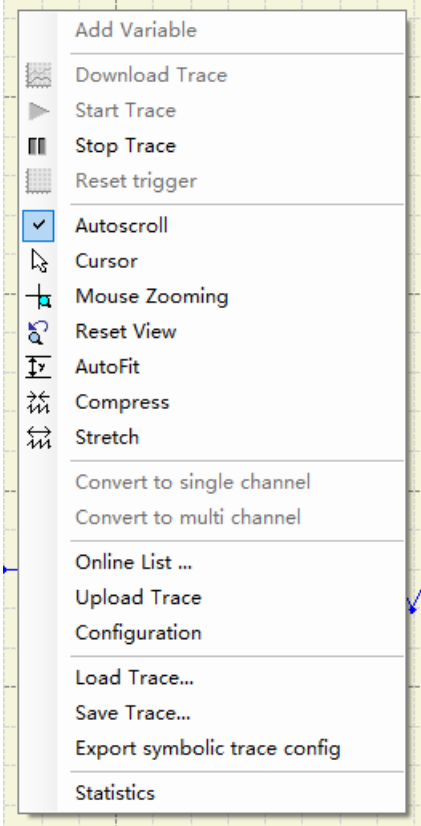 Add Variable
Download Trace
Start Trace
Stop Trace
Reset trigger
Autoscroll
Cursor
Mouse Zooming
Reset View
AutoFit
Compress
Stretch
Convert to single channel
Convert to multi channel
Online List ...
Upload Trace
Configuration
Load Trace...
Save Trace...
Export symbolic trace config
Statistics